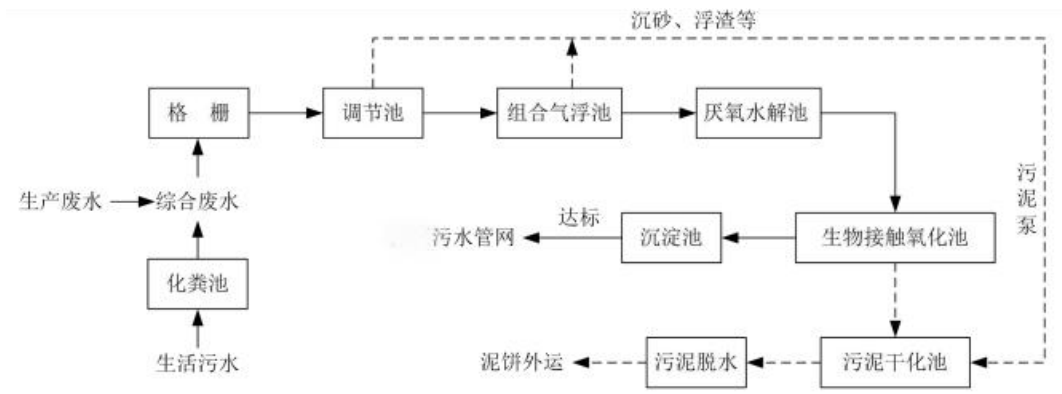 沉砂、浮渣等
格 栅
调节池
组合气浮池
厌氧水解池
生产废水
综合废水
污泥泵
污水管网
达标
沉淀池
生物接触氧化池
化粪池
生活污水
泥饼外运
污泥脱水
污泥干化池